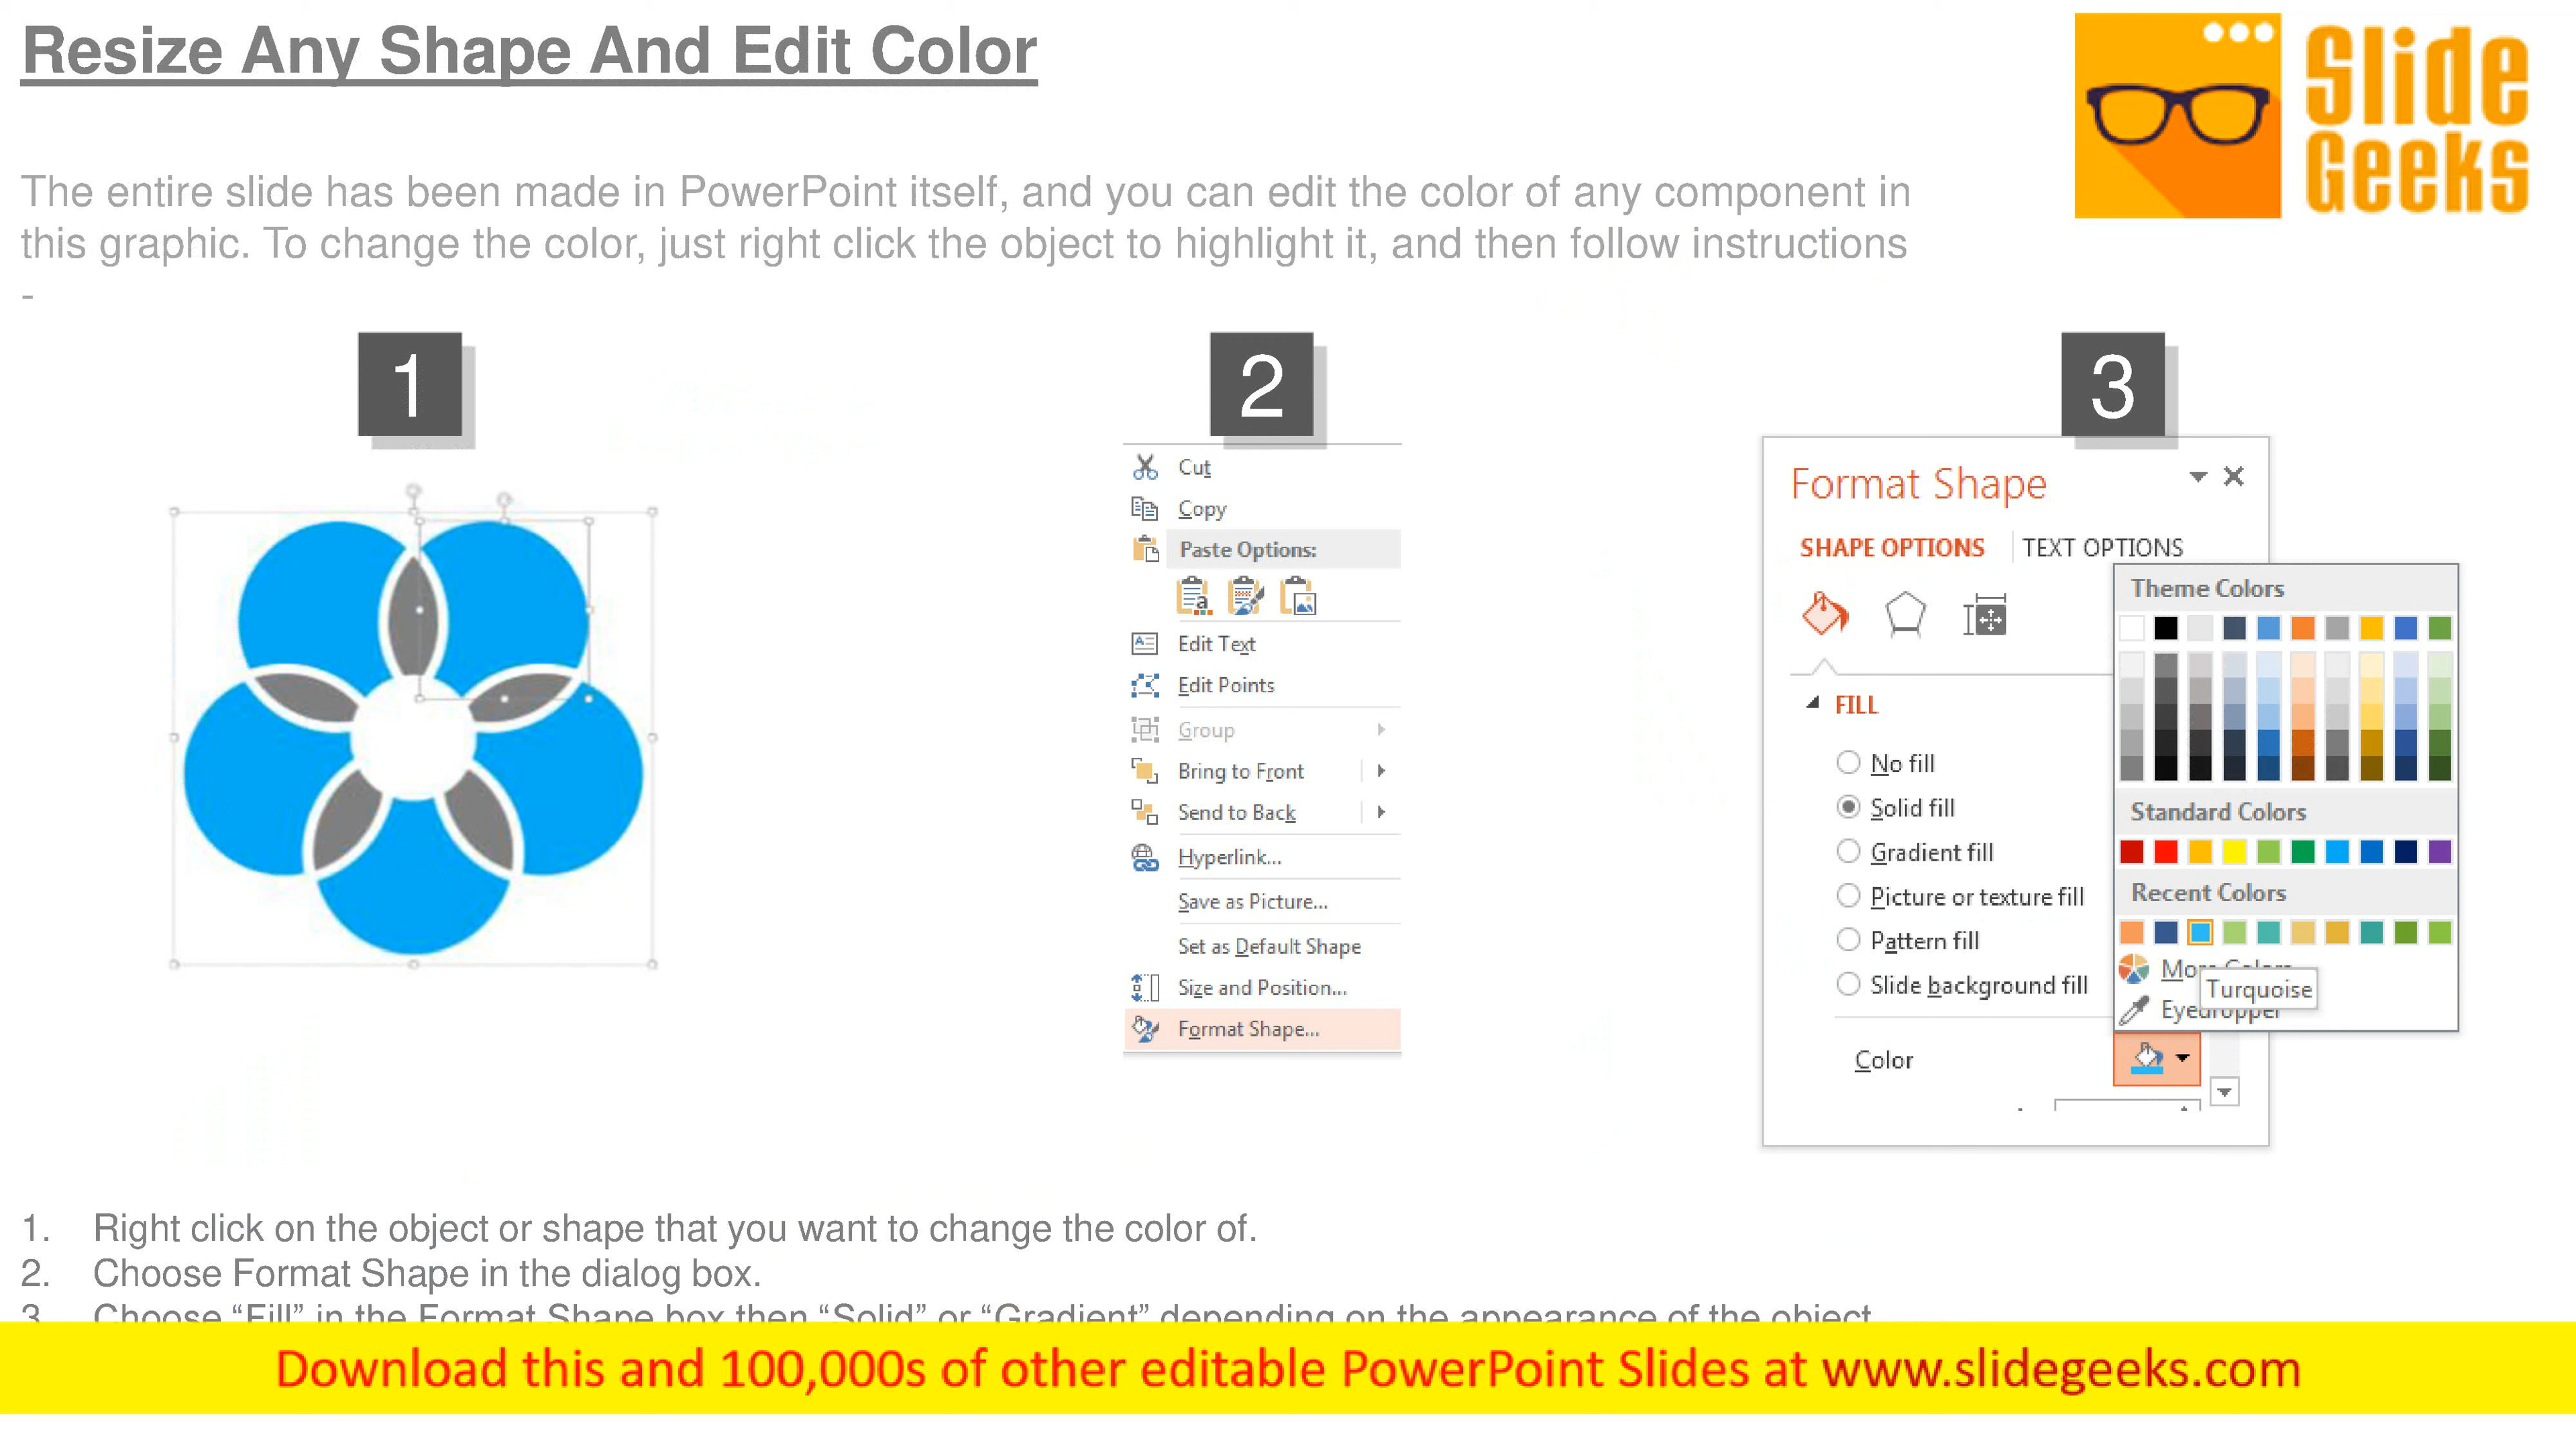 Resize Any Shape And Edit Color
Slide
Geeks
The entire slide has been made in PowerPoint itself, and you can edit the color of any component in
this graphic. To change the color, just right click the object to highlight it, and then follow instructions
-
1
2
3
Cut
Copy
Paste Options:
Edit Text
Edit Points
Group
Bring to Front
Send to Back
Hyperlink...
Save as Picture...
Set as Default Shape
Size and Position...
Format Shape...
Format Shape
SHAPE OPTIONS
TEXT OPTIONS
FILL
No fill
Solid fill
Gradient fill
Picture or texture fill
Pattern fill
Slide background fill
Color
Theme Colors
Standard Colors
Recent Colors
Turquoise
Eyedropper
1. Right click on the object or shape that you want to change the color of.
2. Choose Format Shape in the dialog box.
3. Choose “Fill” in the Format Shape box then “Solid” or “Gradient” depending on the appearance of the object
Download this and 100,000s of other editable PowerPoint Slides at www.slidegeeks.com